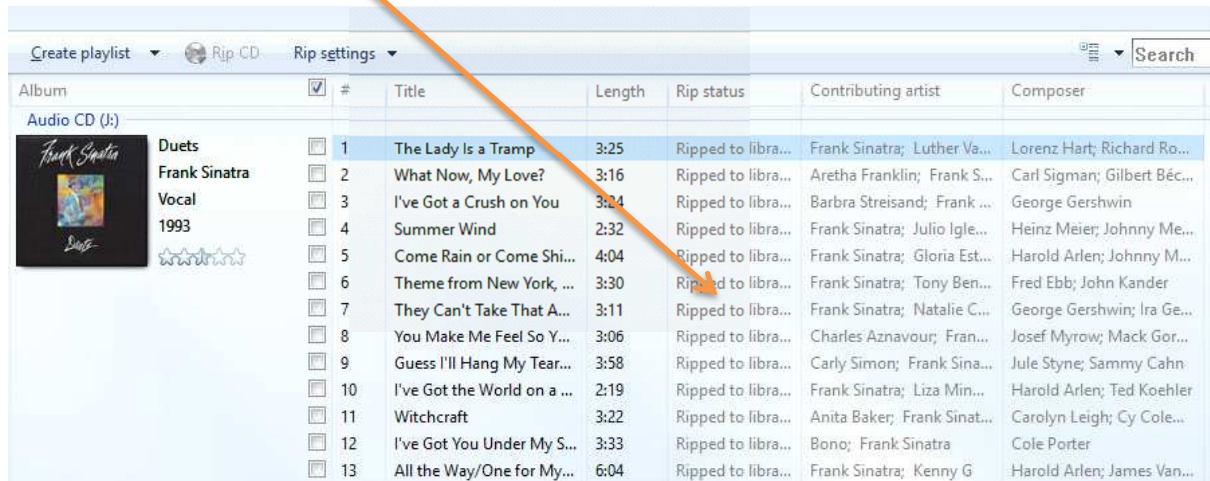 Create playlist Rip CD Rip settings Search
Album # Title Length Rip status Contributing artist Composer
Audio CD (J:)
Frank Sinatra
Duets
Duets
Frank Sinatra
Vocal
1993
1 The Lady Is a Tramp 3:25 Ripped to libra... Frank Sinatra; Luther Va... Lorenz Hart; Richard Ro...
2 What Now, My Love? 3:16 Ripped to libra... Aretha Franklin; Frank S... Carl Sigman; Gilbert Béc...
3 I've Got a Crush on You 3:24 Ripped to libra... Barbra Streisand; Frank ... George Gershwin
4 Summer Wind 2:32 Ripped to libra... Frank Sinatra; Julio Igle... Heinz Meier; Johnny Me...
5 Come Rain or Come Shi... 4:04 Ripped to libra... Frank Sinatra; Gloria Est... Harold Arlen; Johnny M...
6 Theme from New York, ... 3:30 Ripped to libra... Frank Sinatra; Tony Ben... Fred Ebb; John Kander
7 They Can't Take That A... 3:11 Ripped to libra... Frank Sinatra; Natalie C... George Gershwin; Ira Ge...
8 You Make Me Feel So Y... 3:06 Ripped to libra... Charles Aznavour; Fran... Josef Myrow; Mack Gor...
9 Guess I'll Hang My Tear... 3:58 Ripped to libra... Carly Simon; Frank Sina... Jule Styne; Sammy Cahn
10 I've Got the World on a ... 2:19 Ripped to libra... Frank Sinatra; Liza Min... Harold Arlen; Ted Koehler
11 Witchcraft 3:22 Ripped to libra... Anita Baker; Frank Sinat... Carolyn Leigh; Cy Cole...
12 I've Got You Under My S... 3:33 Ripped to libra... Bono; Frank Sinatra Cole Porter
13 All the Way/One for My... 6:04 Ripped to libra... Frank Sinatra; Kenny G Harold Arlen; James Van...